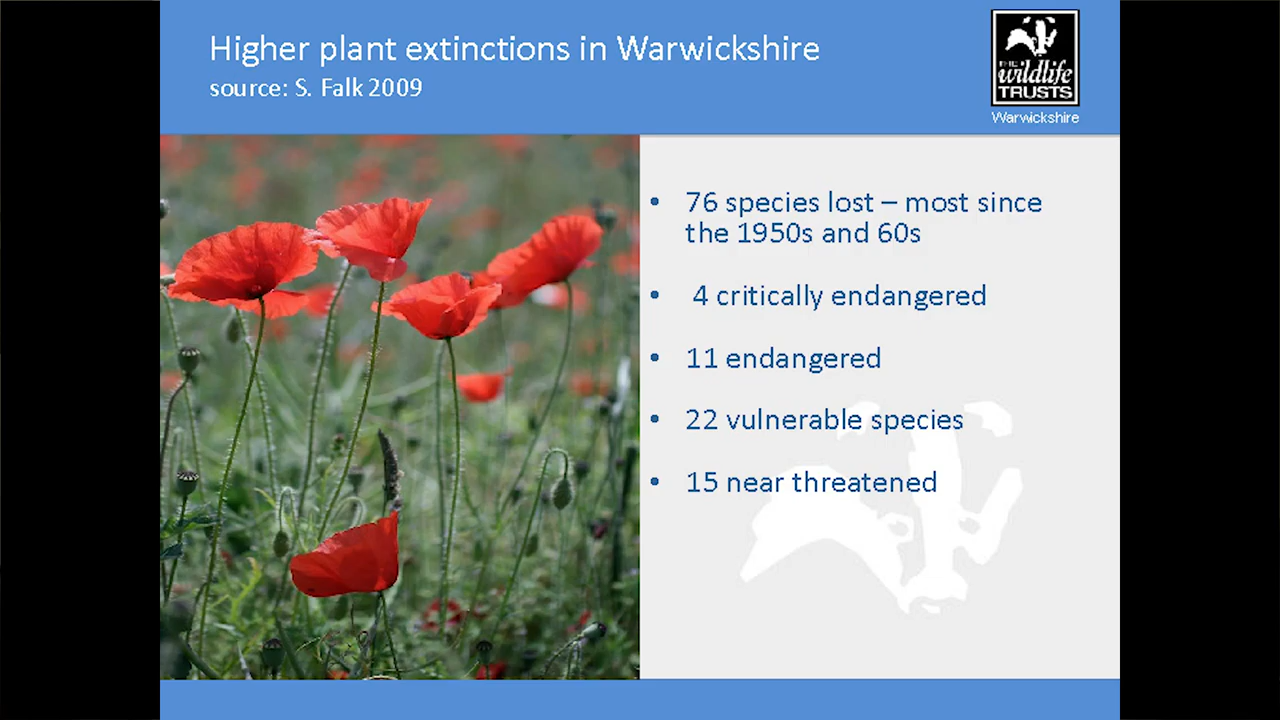 Higher plant extinctions in Warwickshire
source: S. Falk 2009
THE
wildlife
TRUSTS
Warwickshire
• 76 species lost – most since
the 1950s and 60s
• 4 critically endangered
• 11 endangered
• 22 vulnerable species
• 15 near threatened